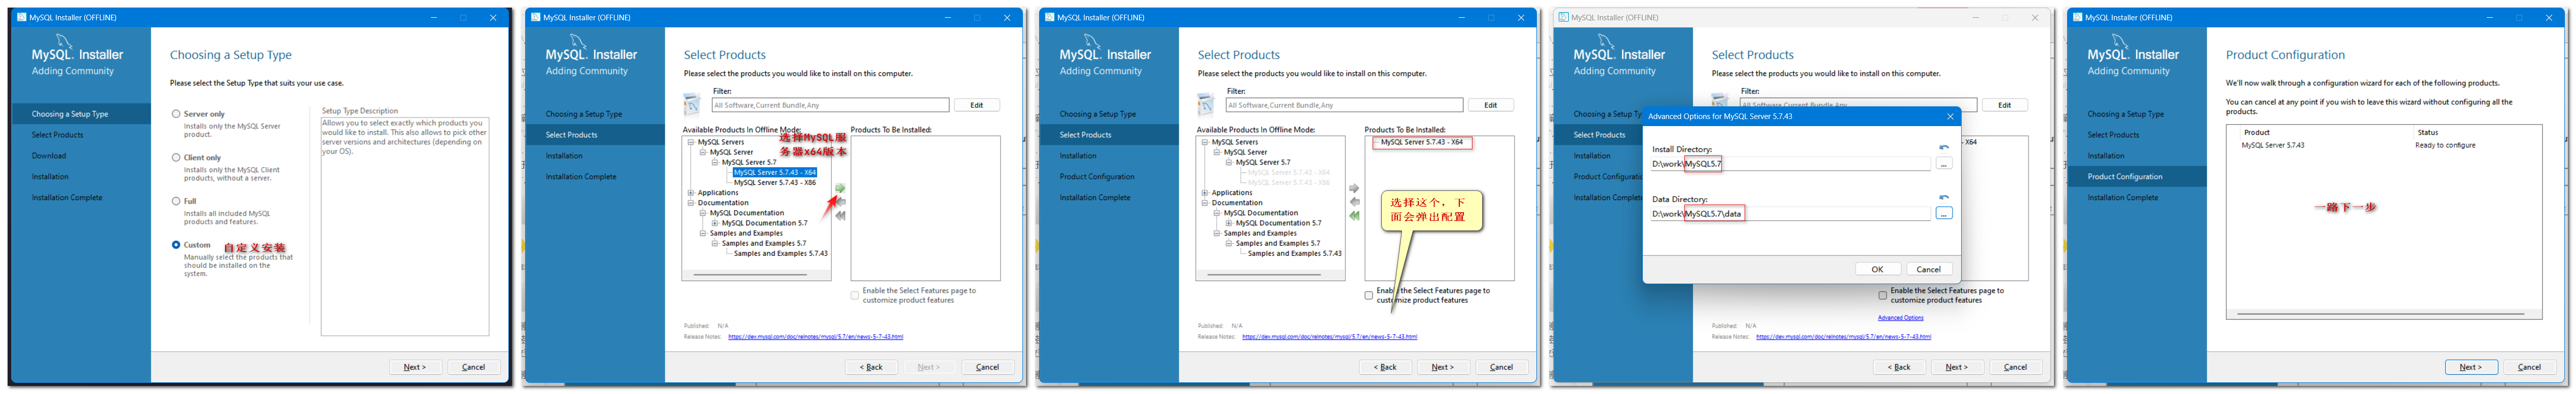 MySQL Installer (OFFLINE)
MySQL. Installer
Adding Community
Choosing a Setup Type
Select Products
Download
Installation
Installation Complete
Choosing a Setup Type
Please select the Setup Type that suits your use case.
Server only
Installs only the MySQL Server
product.
Client only
Installs only the MySQL Client
products, without a server.
Full
Installs all included MySQL
products and features.
Custom
自定义安装
Manually select the products that
should be installed on the
system.
Setup Type Description
Allows you to select exactly which products you
would like to install. This also allows to pick other
server versions and architectures (depending on
your OS).
Next >
Cancel
MySQL Installer (OFFLINE)
MySQL. Installer
Adding Community
Choosing a Setup Type
Select Products
Installation
Installation Complete
Select Products
Please select the products you would like to install on this computer.
Filter:
All Software,Current Bundle,Any
Edit
Available Products In Offline Mode:
MySQL Servers
MySQL Server
MySQL Server 5.7
MySQL Server 5.7.43 - X64
MySQL Server 5.7.43 - X86
Applications
Documentation
MySQL Documentation
MySQL Documentation 5.7
Samples and Examples
Samples and Examples 5.7
Samples and Examples 5.7.43
选择MySQL服
务器x64版本
Products To Be Installed:
Enable the Select Features page to
customize product features
Published: N/A
Release Notes: https://dev.mysql.com/doc/relnotes/mysql/5.7/en/news-5-7-43.html
< Back
Next >
Cancel
MySQL Installer (OFFLINE)
MySQL. Installer
Adding Community
Choosing a Setup Type
Select Products
Installation
Product Configuration
Installation Complete
Select Products
Please select the products you would like to install on this computer.
Filter:
All Software,Current Bundle,Any
Edit
Available Products In Offline Mode:
MySQL Servers
MySQL Server
MySQL Server 5.7
MySQL Server 5.7.43 - X64
MySQL Server 5.7.43 - X86
Applications
Documentation
MySQL Documentation
MySQL Documentation 5.7
Samples and Examples
Samples and Examples 5.7
Samples and Examples 5.7.43
Products To Be Installed:
MySQL Server 5.7.43 - X64
选择这个，下
面会弹出配置
Enable the Select Features page to
customize product features
Published: N/A
Release Notes: https://dev.mysql.com/doc/relnotes/mysql/5.7/en/news-5-7-43.html
< Back
Next >
Cancel
MySQL Installer (OFFLINE)
MySQL. Installer
Adding Community
Choosing a
Select Products
Installation
Product Configuratio
Installation Complete
Select Products
Please select the products you would like to install on this computer.
Filter:
All Software,Current Bundle,Any
Edit
Advanced Options for MySQL Server 5.7.43
Install Directory:
D:\work\MySQL5.7
...
Data Directory:
D:\work\MySQL5.7\data
...
OK
Cancel
- X64
Enable the Select Features page to
customize product features
Advanced Options
Published: N/A
Release Notes: https://dev.mysql.com/doc/relnotes/mysql/5.7/en/news-5-7-43.html
< Back
Next >
Cancel
MySQL Installer (OFFLINE)
MySQL. Installer
Adding Community
Choosing a Setup Type
Select Products
Installation
Product Configuration
Installation Complete
Product Configuration
We'll now walk through a configuration wizard for each of the following products.
You can cancel at any point if you wish to leave this wizard without configuring all the
products.
Product Status
MySQL Server 5.7.43 Ready to configure
一路下一步
Next >
Cancel